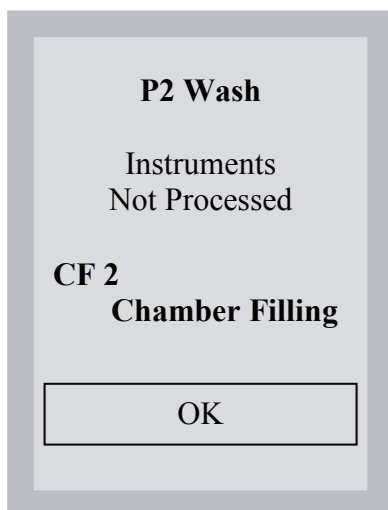 P2 Wash
Instruments
Not Processed
CF 2
Chamber Filling
OK